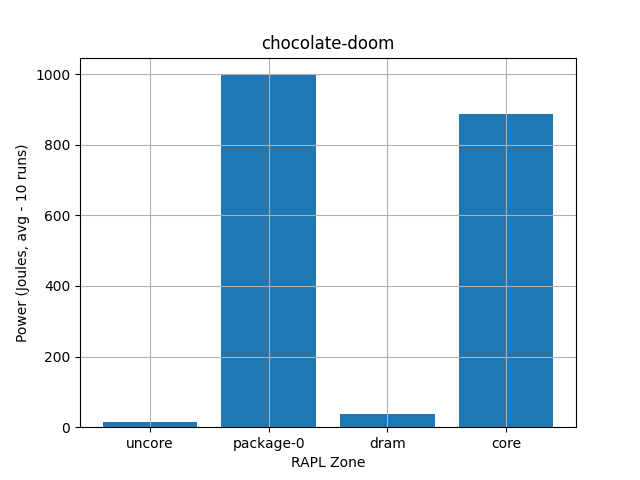 chocolate-doom
1000
800
600
400
200
0
Power (Joules, avg - 10 runs)
uncore package-0 dram core
RAPL Zone